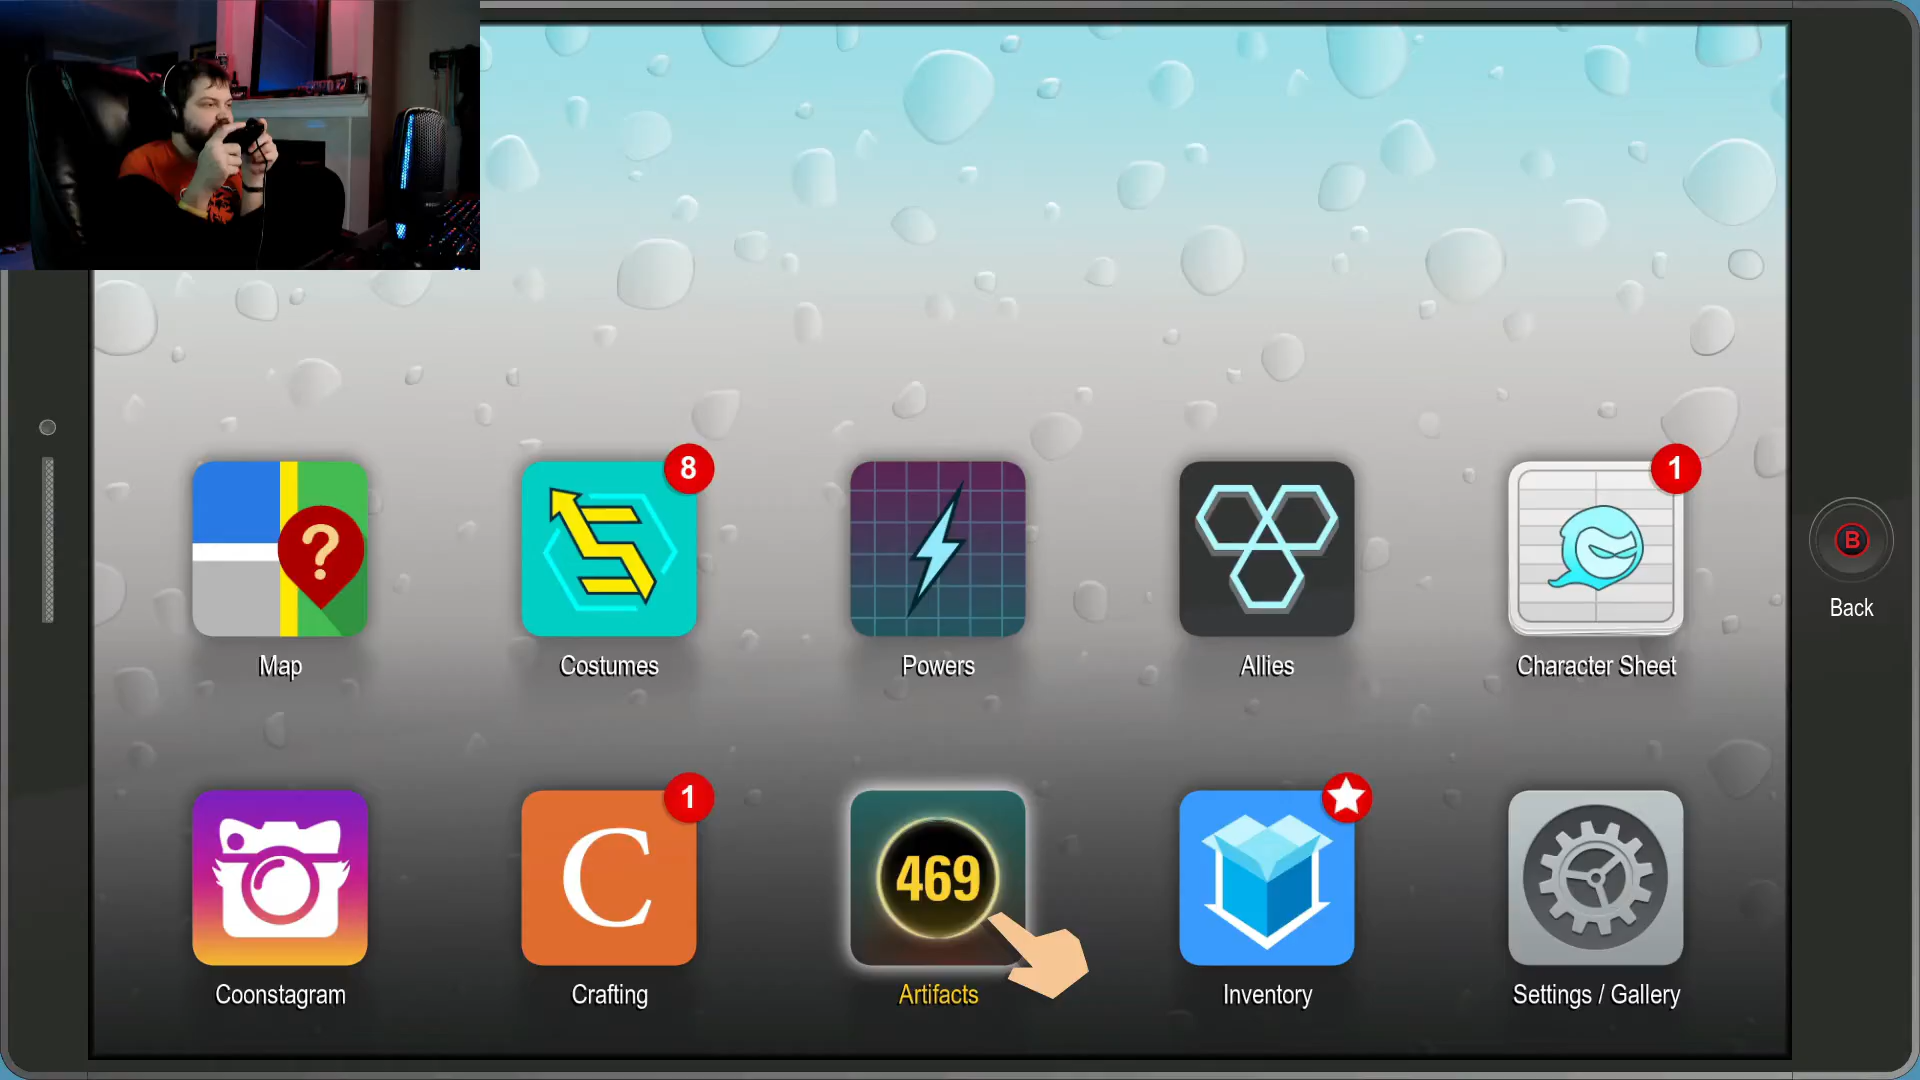 8
1
?
Map
Costumes
Powers
Allies
Character Sheet
B
Back
1
C
469
Coonstagram
Crafting
Artifacts
Inventory
Settings / Gallery